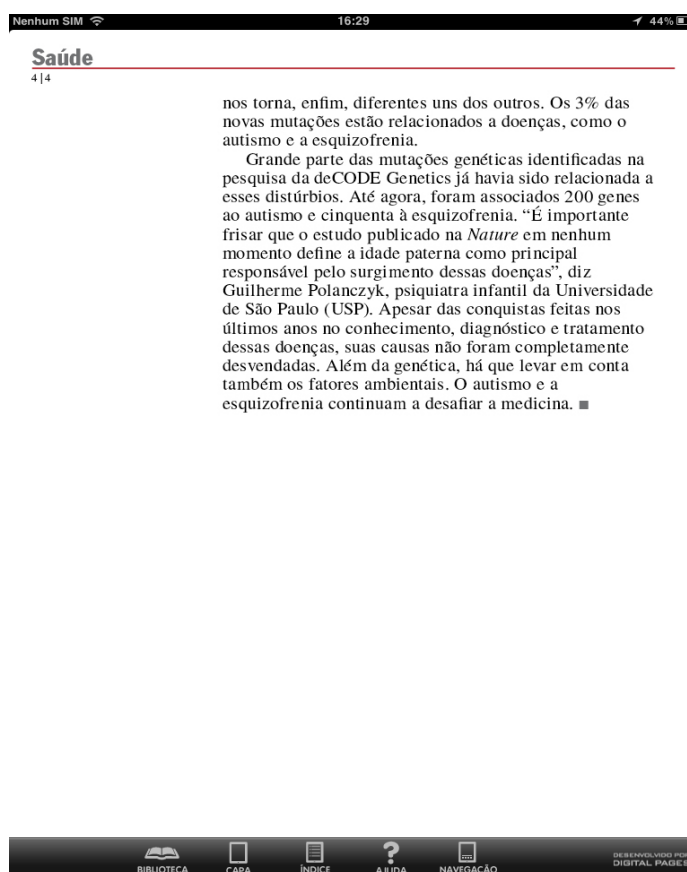 Nenhum SIM 16:29 44%
Saúde
4|4
nos torna, enfim, diferentes uns dos outros. Os 3% das
novas mutações estão relacionados a doenças, como o
autismo e a esquizofrenia.
Grande parte das mutações genéticas identificadas na
pesquisa da deCODE Genetics já havia sido relacionada a
esses distúrbios. Até agora, foram associados 200 genes
ao autismo e cinquenta à esquizofrenia. “É importante
frisar que o estudo publicado na Nature em nenhum
momento define a idade paterna como principal
responsável pelo surgimento dessas doenças”, diz
Guilherme Polanczyk, psiquiatra infantil da Universidade
de São Paulo (USP). Apesar das conquistas feitas nos
últimos anos no conhecimento, diagnóstico e tratamento
dessas doenças, suas causas não foram completamente
desvendadas. Além da genética, há que levar em conta
também os fatores ambientais. O autismo e a
esquizofrenia continuam a desafiar a medicina.
BIBLIOTECA CAPA ÍNDICE AJUDA NAVEGAÇÃO
DESENVOLVIDO POR
DIGITAL PAGES